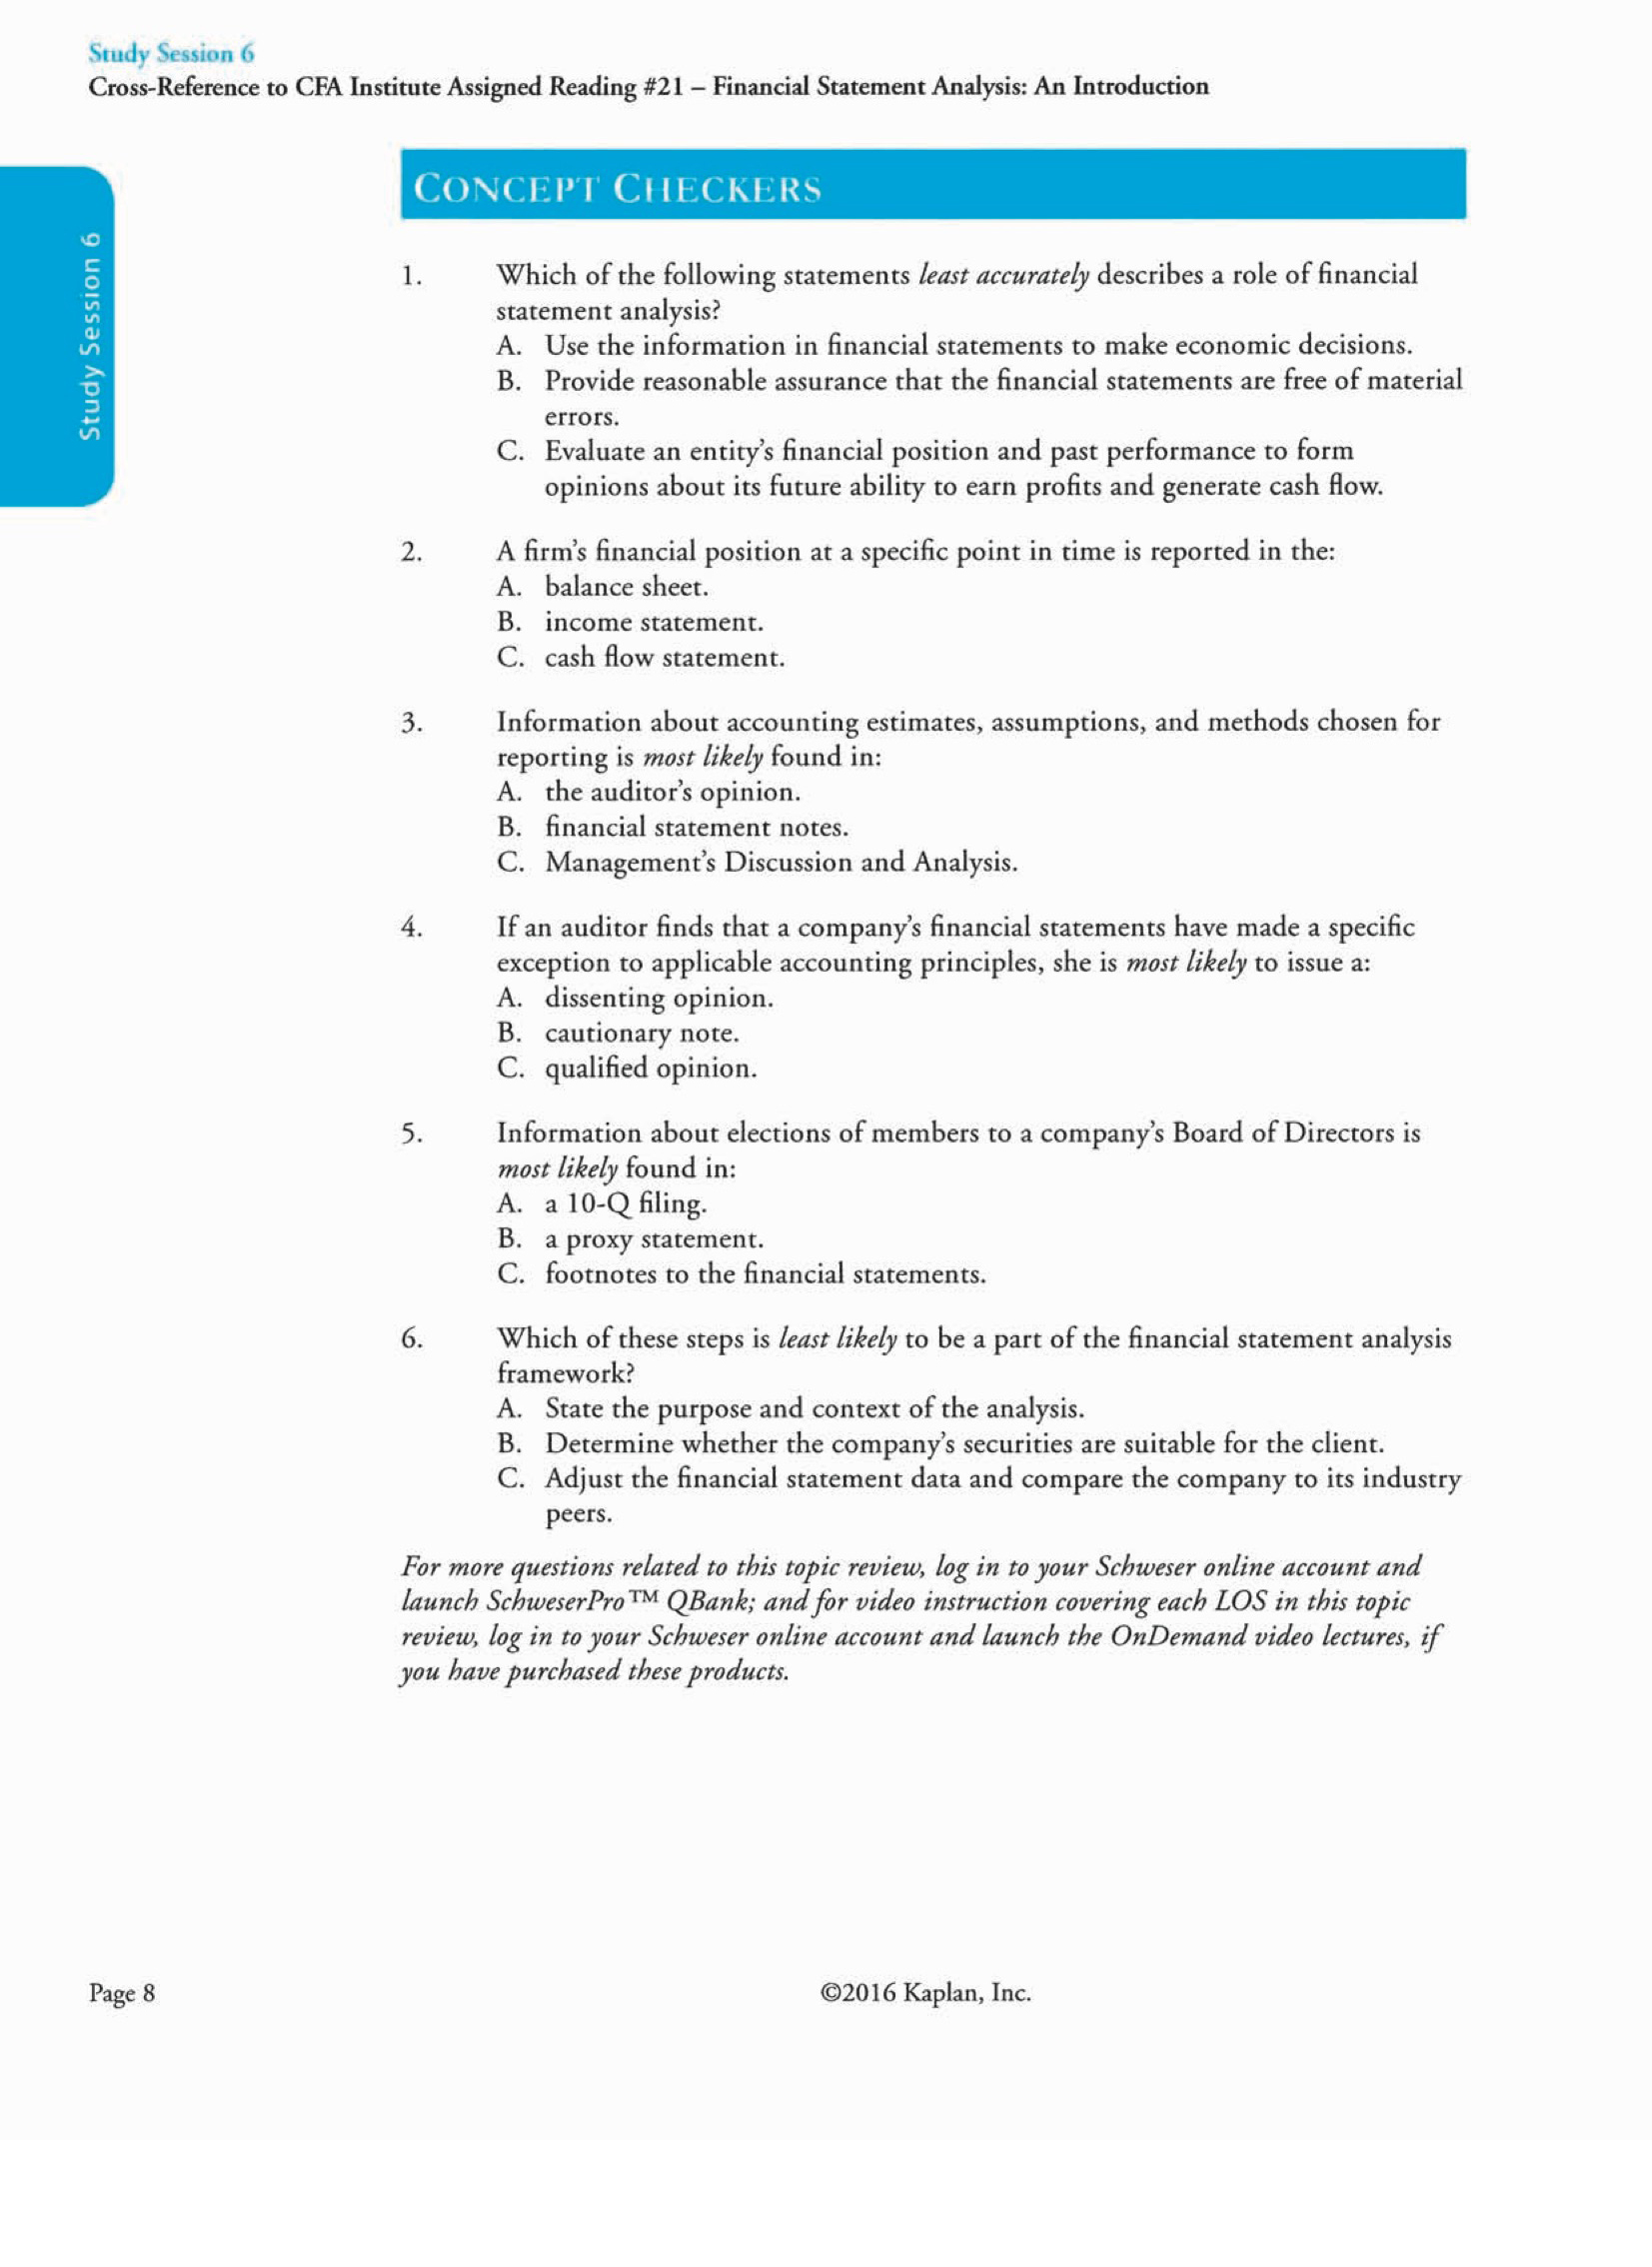 Study Session 6
Cross-Reference to CFA Institute Assigned Reading #21 – Financial Statement Analysis: An Introduction
CONCEPT CHECKERS
Study Session 6
1. Which of the following statements least accurately describes a role of financial
statement analysis?
A. Use the information in financial statements to make economic decisions.
B. Provide reasonable assurance that the financial statements are free of material
errors.
C. Evaluate an entity's financial position and past performance to form
opinions about its future ability to earn profits and generate cash flow.
2. A firm's financial position at a specific point in time is reported in the:
A. balance sheet.
B. income statement.
C. cash flow statement.
3. Information about accounting estimates, assumptions, and methods chosen for
reporting is most likely found in:
A. the auditor's opinion.
B. financial statement notes.
C. Management's Discussion and Analysis.
4. If an auditor finds that a company's financial statements have made a specific
exception to applicable accounting principles, she is most likely to issue a:
A. dissenting opinion.
B. cautionary note.
C. qualified opinion.
5. Information about elections of members to a company's Board of Directors is
most likely found in:
A. a 10-Q filing.
B. a proxy statement.
C. footnotes to the financial statements.
6. Which of these steps is least likely to be a part of the financial statement analysis
framework?
A. State the purpose and context of the analysis.
B. Determine whether the company's securities are suitable for the client.
C. Adjust the financial statement data and compare the company to its industry
peers.
For more questions related to this topic review, log in to your Schweser online account and
launch SchweserPro™ QBank; and for video instruction covering each LOS in this topic
review, log in to your Schweser online account and launch the OnDemand video lectures, if
you have purchased these products.
Page 8
©2016 Kaplan, Inc.